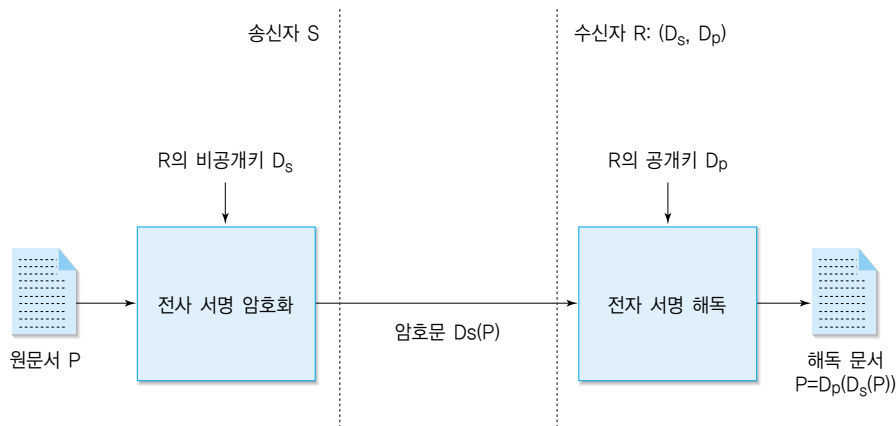 송신자 S
수신자 R: (Ds, Dp)
R의 비공개키 Ds
R의 공개키 Dp
전사 서명 암호화
전자 서명 해독
암호문 Ds(P)
원문서 P
해독 문서
P=Dp(Ds(P))